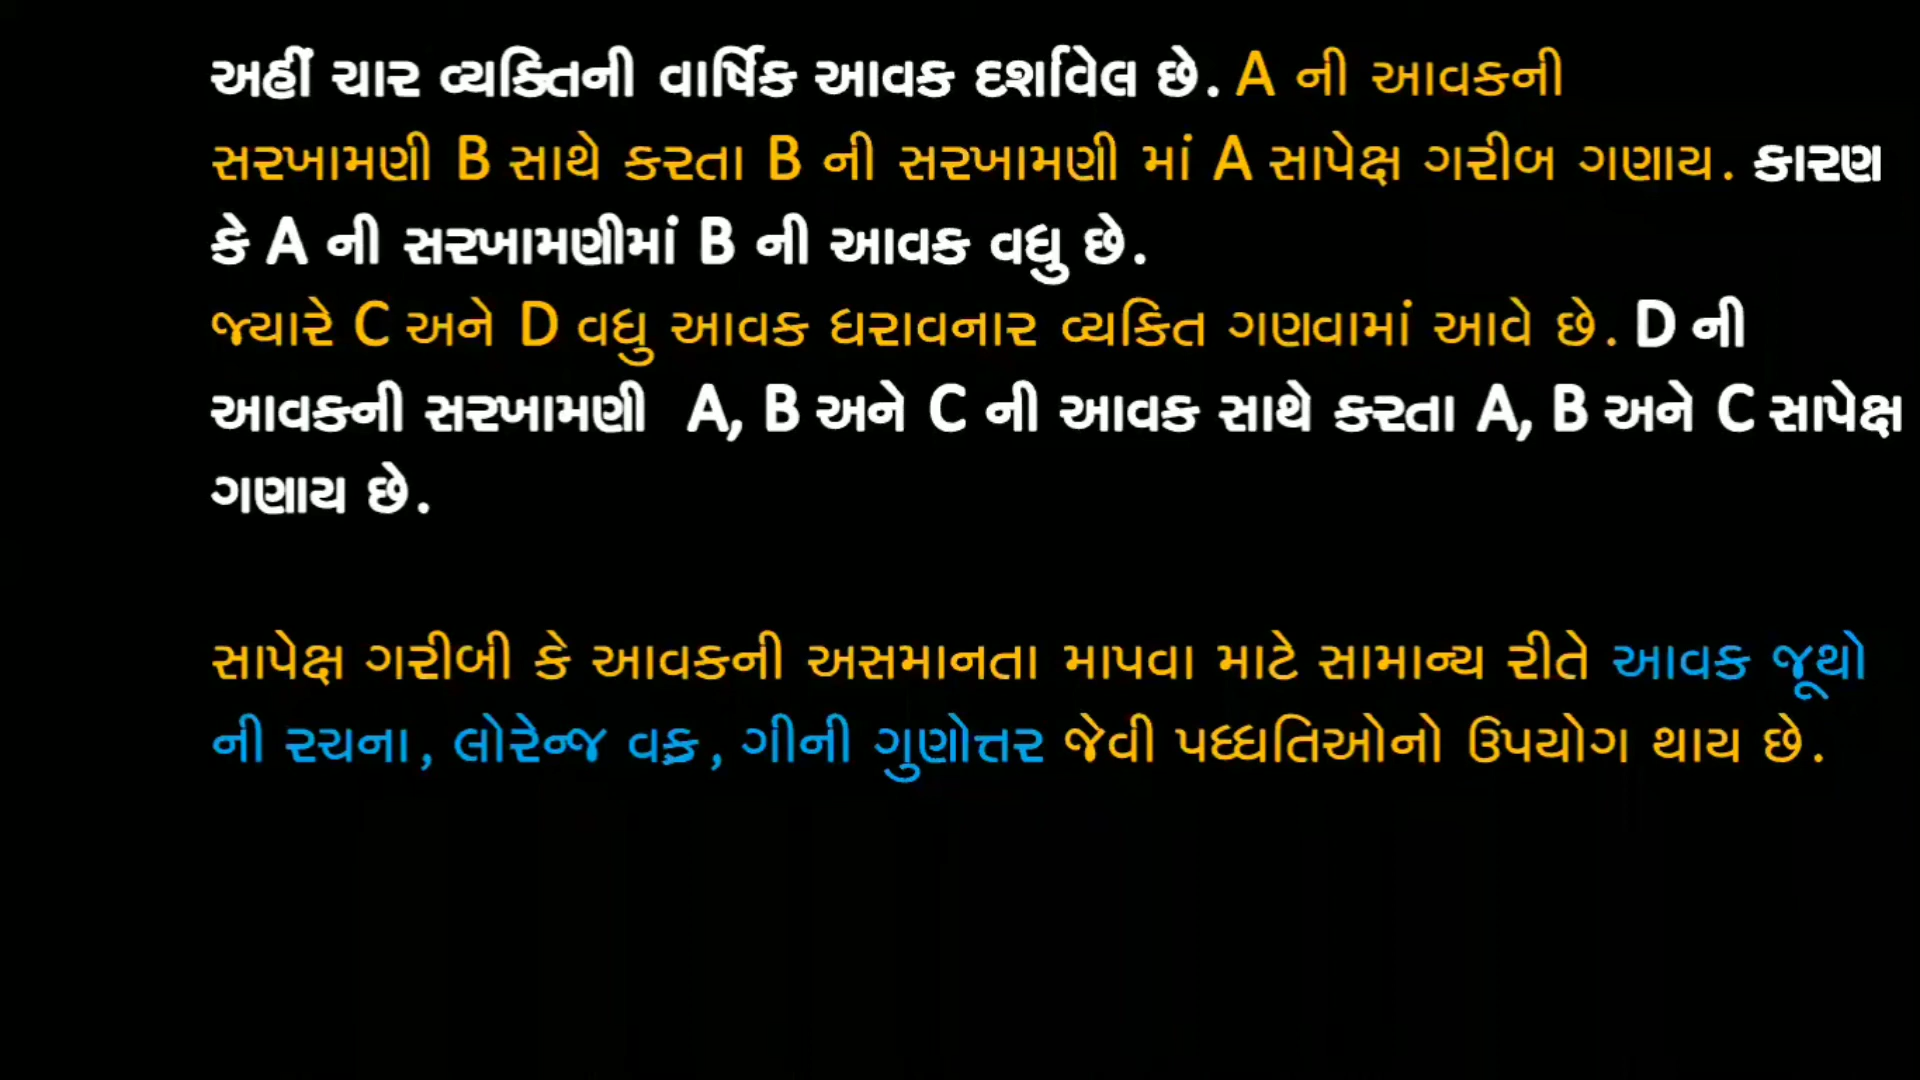 અહીં ચાર વ્યક્તિની વાર્ષિક આવક દર્શાવેલ છે. A ની આવકની
સરખામણી B સાથે કરતા B ની સરખામણી માં A સાપેક્ષ ગરીબ ગણાય. કારણ
કે A ની સરખામણીમાં B ની આવક વધુ છે.
જ્યારે C અને D વધુ આવક ધરાવનાર વ્યકિત ગણવામાં આવે છે. D ની
આવકની સરખામણી A, B અને C ની આવક સાથે કરતા A, B અને C સાપેક્ષ
ગણાય છે.
સાપેક્ષ ગરીબી કે આવકની અસમાનતા માપવા માટે સામાન્ય રીતે આવક જૂથો
ની રચના, લોરેન્જ વક્ર, ગીની ગુણોત્તર જેવી પધ્ધતિઓનો ઉપયોગ થાય છે.